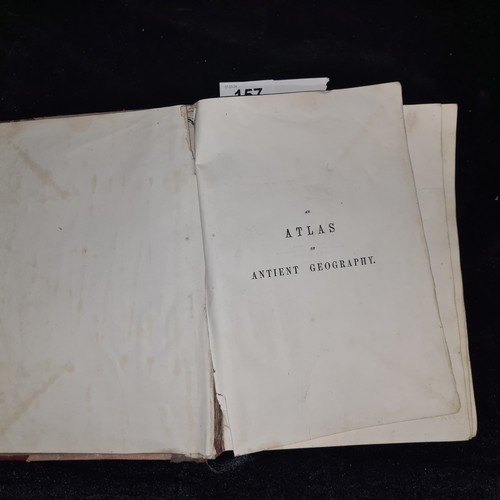 157
AN
ATLAS
OF
ANTIENT GEOGRAPHY.